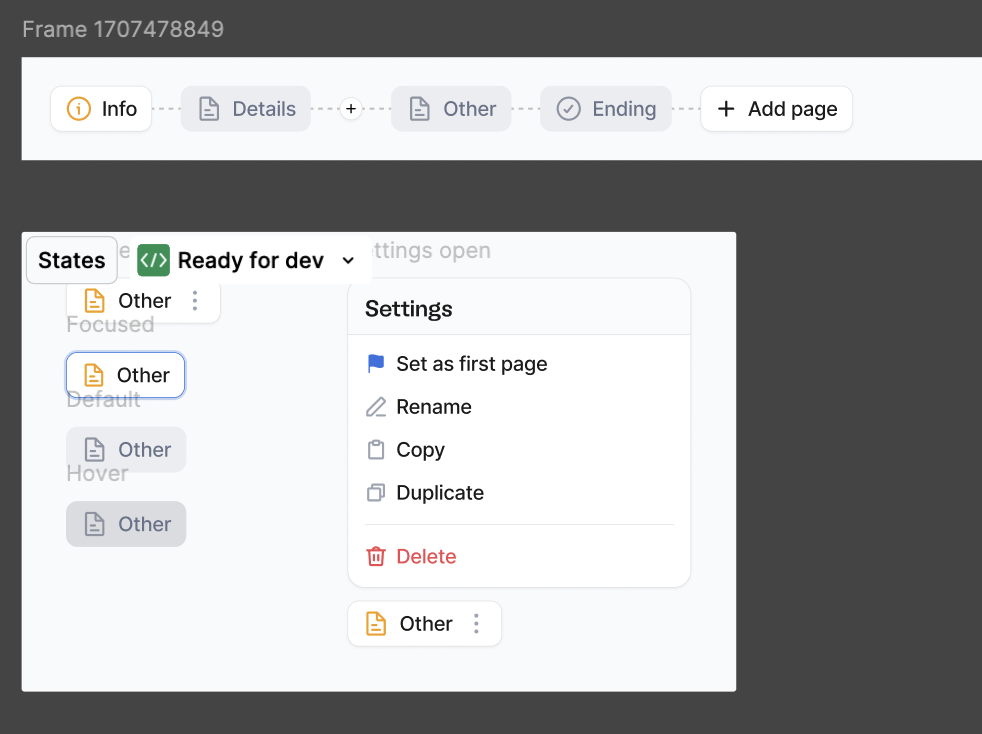 Frame 1707478849
Info
Details
+
Other
Ending
+ Add page
States
</> Ready for dev
ttings open
Other
Focused
Other
Default
Other
Hover
Other
Settings
Set as first page
Rename
Copy
Duplicate
Delete
Other